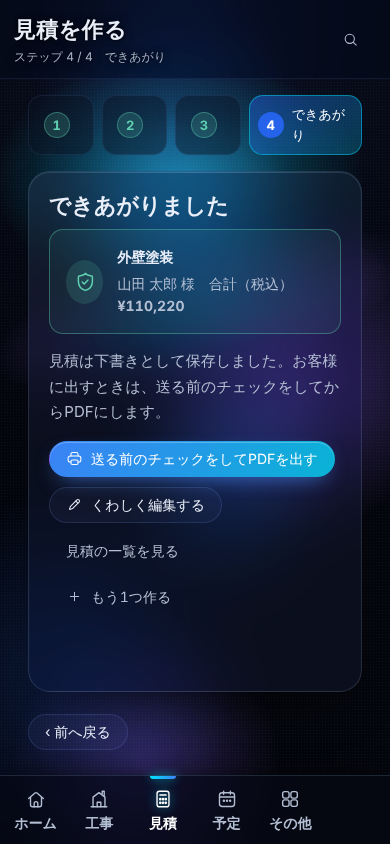 見積を作る
ステップ 4 / 4　できあがり
1
2
3
4
できあが
り
できあがりました
外壁塗装
山田 太郎 様　合計（税込）
¥110,220
見積は下書きとして保存しました。お客様
に出すときは、送る前のチェックをしてか
らPDFにします。
送る前のチェックをしてPDFを出す
くわしく編集する
見積の一覧を見る
もう1つ作る
‹ 前へ戻る
ホーム
工事
見積
予定
その他